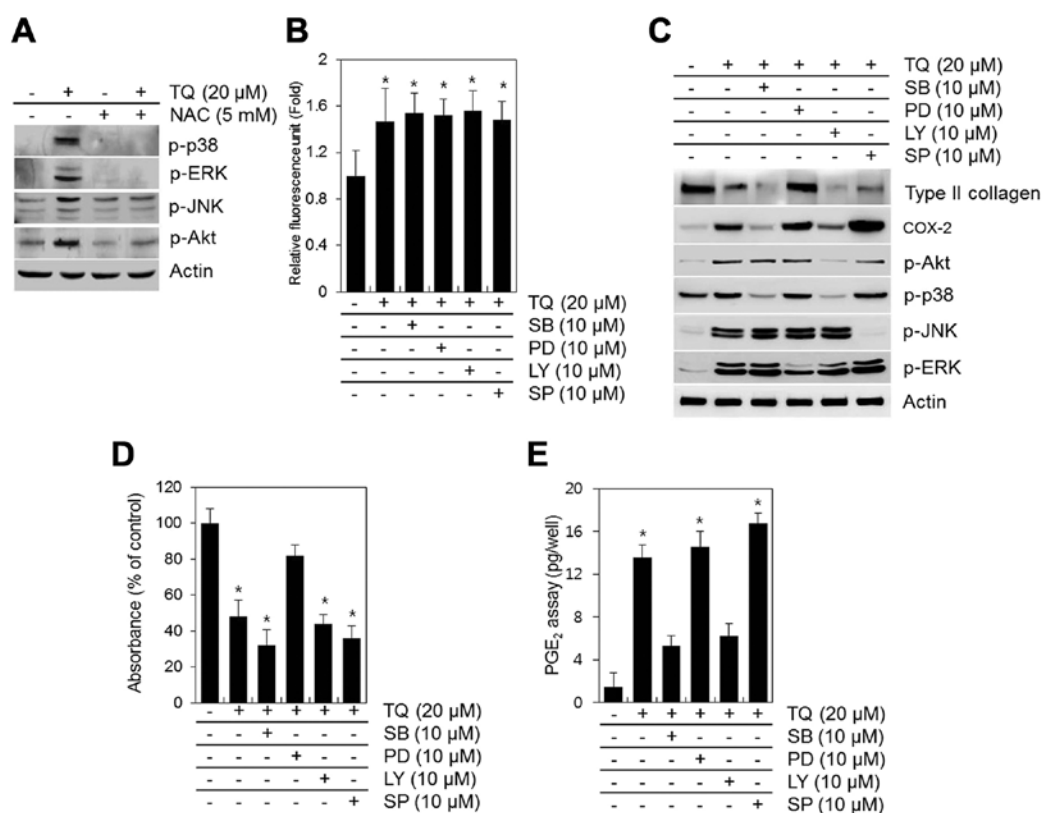 A
- + - + TQ (20 µM)
- - + + NAC (5 mM)
p-p38
p-ERK
p-JNK
p-Akt
Actin
B
Relative fluorescence unit (Fold)
2
1.6
1.2
0.8
0.4
0
* * * * *
- + + + + + TQ (20 µM)
- - + - - - SB (10 µM)
- - - + - - PD (10 µM)
- - - - + - LY (10 µM)
- - - - - + SP (10 µM)
C
- + + + + + TQ (20 µM)
- - + - - - SB (10 µM)
- - - + - - PD (10 µM)
- - - - + - LY (10 µM)
- - - - - + SP (10 µM)
Type II collagen
COX-2
p-Akt
p-p38
p-JNK
p-ERK
Actin
D
Absorbance (% of control)
120
100
80
60
40
20
0
* * * *
- + + + + + TQ (20 µM)
- - + - - - SB (10 µM)
- - - + - - PD (10 µM)
- - - - + - LY (10 µM)
- - - - - + SP (10 µM)
E
PGE₂ assay (pg/well)
20
16
12
8
4
0
* * *
- + + + + + TQ (20 µM)
- - + - - - SB (10 µM)
- - - + - - PD (10 µM)
- - - - + - LY (10 µM)
- - - - - + SP (10 µM)